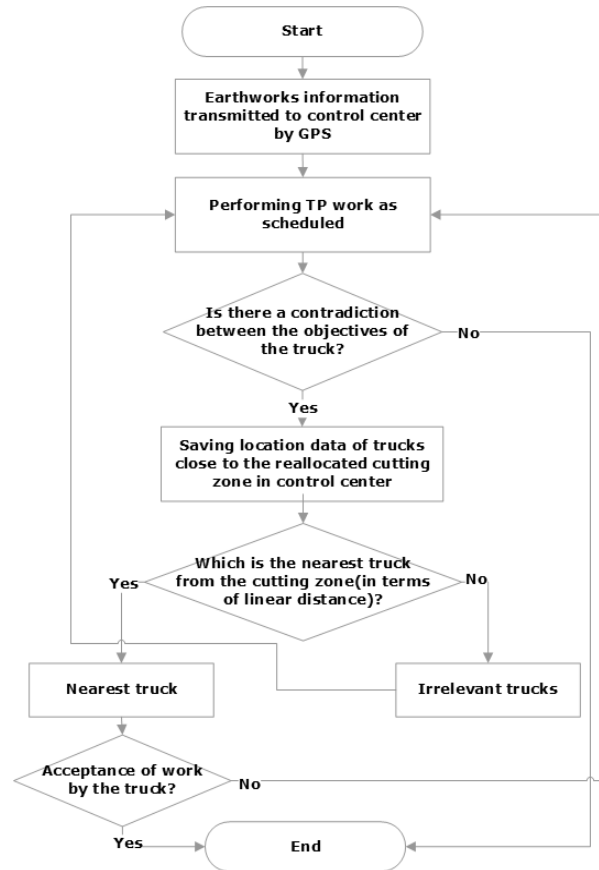 Start
Earthworks information
transmitted to control center
by GPS
Performing TP work as
scheduled
Is there a contradiction
between the objectives of
the truck?
No
Yes
Saving location data of trucks
close to the reallocated cutting
zone in control center
Which is the nearest truck
from the cutting zone(in terms
of linear distance)?
Yes
No
Nearest truck
Irrelevant trucks
Acceptance of work
by the truck?
No
Yes
End